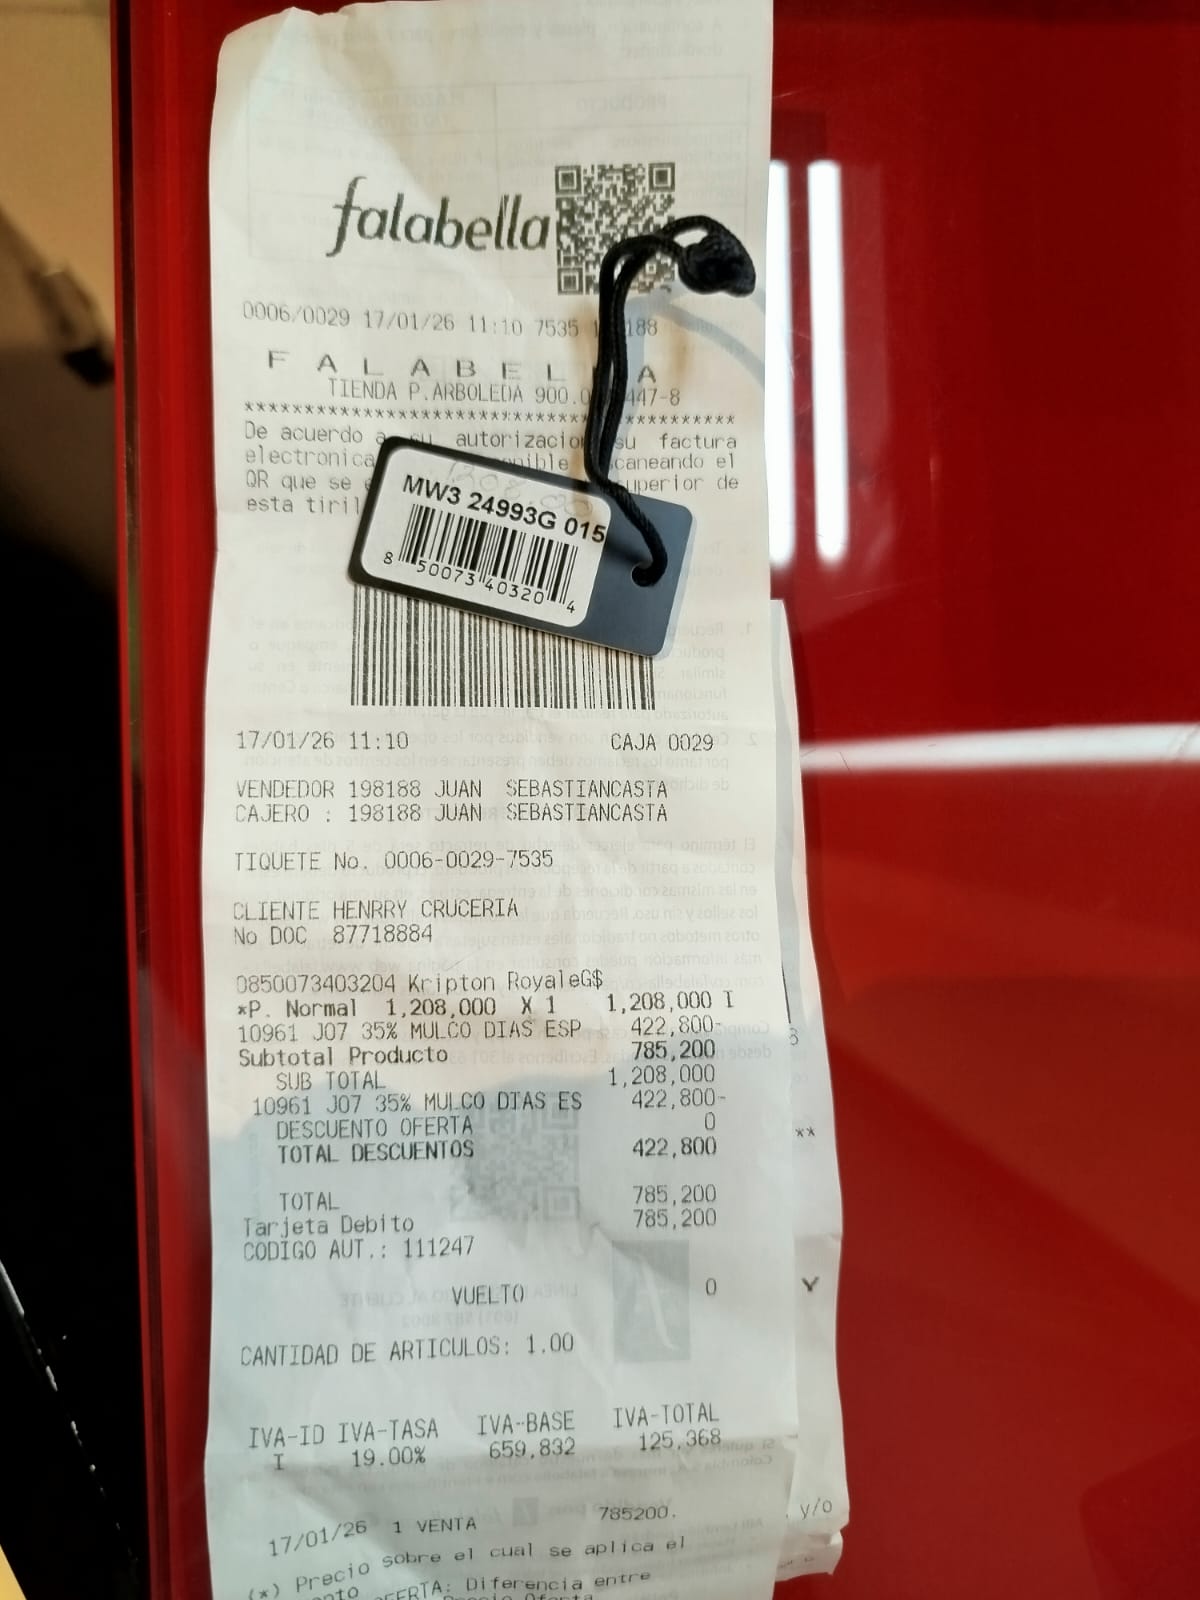 falabella
0006/0029 17/01/26 11:10 7535 188
F A L A B E L A
TIENDA P.ARBOLEDA 900. 447-8
**************************************
De acuerdo a su autorizacion su factura
electronica caneando el
QR que se uperior de
esta tiril
MW3 24993G 015
8 50073 40320 4
17/01/26 11:10 CAJA 0029
VENDEDOR 198188 JUAN SEBASTIANCASTA
CAJERO : 198188 JUAN SEBASTIANCASTA
TIQUETE No. 0006-0029-7535
CLIENTE HENRRY CRUCERIA
No DOC 87718884
0850073403204 Kripton RoyaleG$
*P. Normal 1,208,000 X 1 1,208,000 I
10961 J07 35% MULCO DIAS ESP 422,800-
Subtotal Producto 785,200
SUB TOTAL 1,208,000
10961 J07 35% MULCO DIAS ES 422,800-
DESCUENTO OFERTA 0
TOTAL DESCUENTOS 422,800
TOTAL 785,200
Tarjeta Debito 785,200
CODIGO AUT.: 111247
VUELTO 0
CANTIDAD DE ARTICULOS: 1.00
IVA-ID IVA-TASA IVA-BASE IVA-TOTAL
I 19.00% 659,832 125,368
17/01/26 1 VENTA 785200.
(*) Precio sobre el cual se aplica el
OFERTA: Diferencia entre
**
Y
y/o